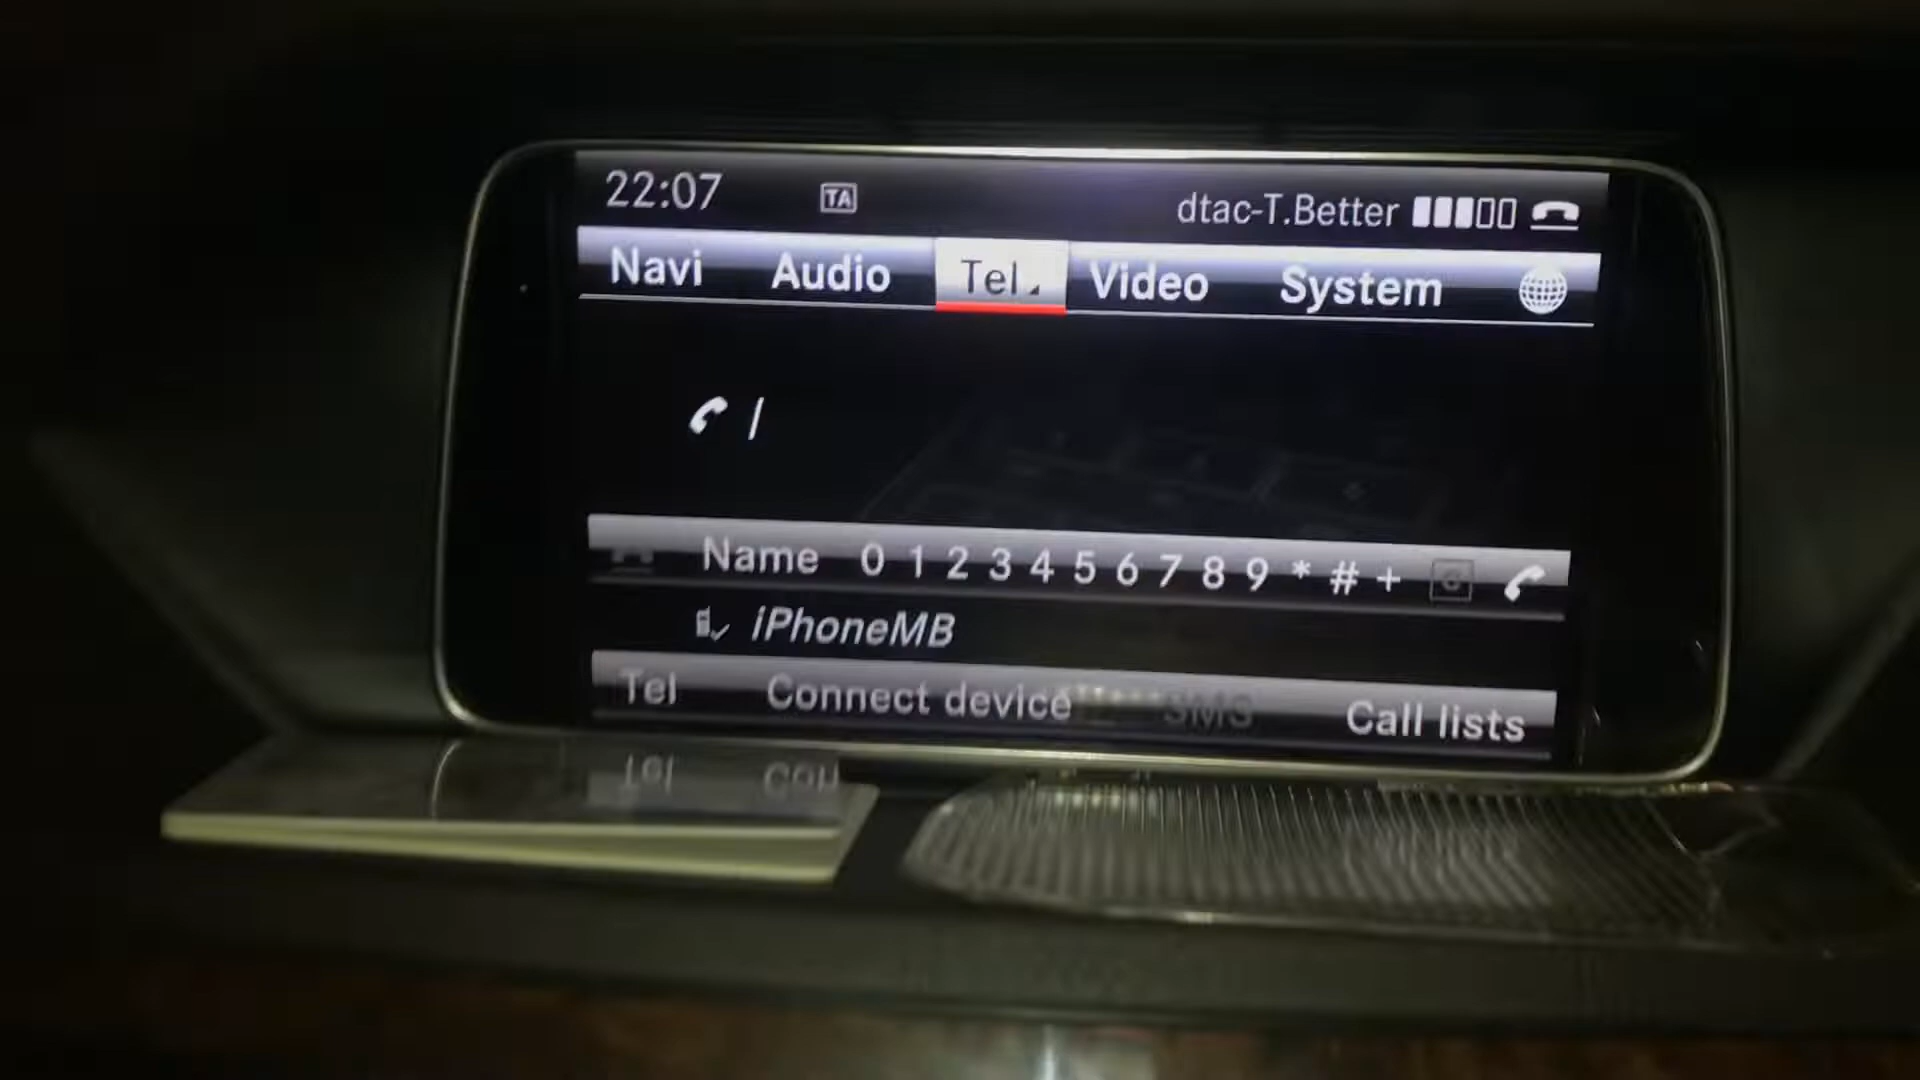 22:07 TA dtac-T.Better
Navi Audio Tel Video System
/
Name 0 1 2 3 4 5 6 7 8 9 * # +
iPhoneMB
Tel Connect device SMS Call lists